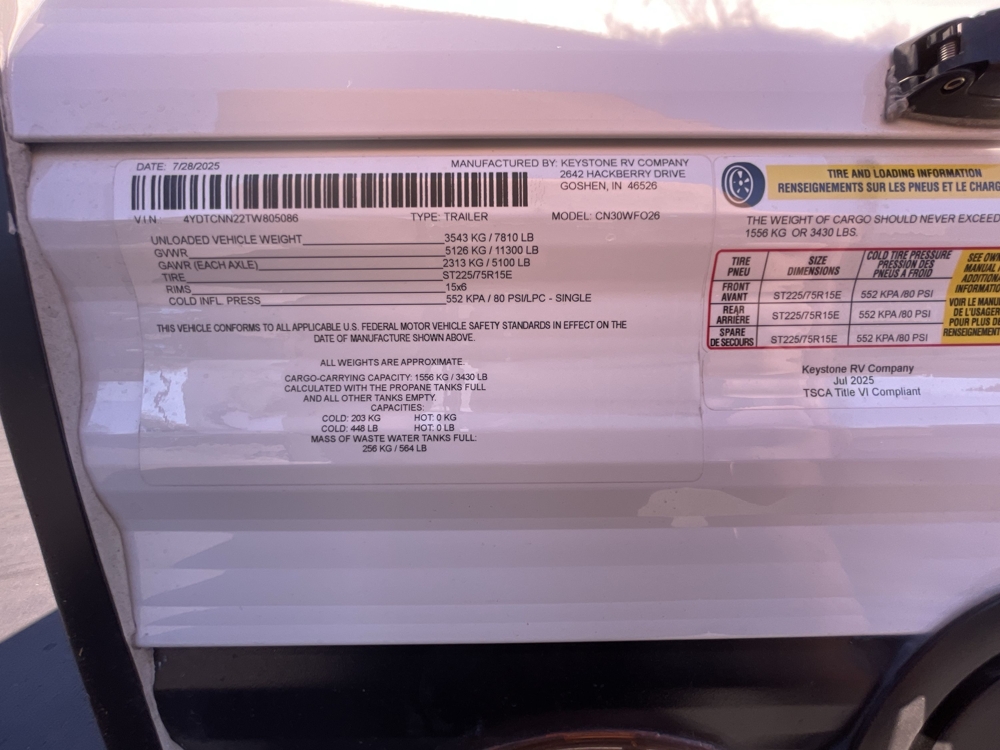 DATE: 7/28/2025
MANUFACTURED BY: KEYSTONE RV COMPANY
2642 HACKBERRY DRIVE
GOSHEN, IN 46526
VIN 4YDTCNN22TW805086 TYPE: TRAILER MODEL: CN30WFO26
UNLOADED VEHICLE WEIGHT 3543 KG / 7810 LB
GVWR 5126 KG / 11300 LB
GAWR (EACH AXLE) 2313 KG / 5100 LB
TIRE ST225/75R15E
RIMS 15x6
COLD INFL. PRESS 552 KPA / 80 PSI/LPC - SINGLE
THIS VEHICLE CONFORMS TO ALL APPLICABLE U.S. FEDERAL MOTOR VEHICLE SAFETY STANDARDS IN EFFECT ON THE
DATE OF MANUFACTURE SHOWN ABOVE.
ALL WEIGHTS ARE APPROXIMATE.
CARGO-CARRYING CAPACITY: 1556 KG / 3430 LB
CALCULATED WITH THE PROPANE TANKS FULL
AND ALL OTHER TANKS EMPTY.
CAPACITIES:
COLD: 203 KG HOT: 0 KG
COLD: 448 LB HOT: 0 LB
MASS OF WASTE WATER TANKS FULL:
256 KG / 564 LB
TIRE AND LOADING INFORMATION
RENSEIGNEMENTS SUR LES PNEUS ET LE CHARG
THE WEIGHT OF CARGO SHOULD NEVER EXCEED
1556 KG OR 3430 LBS.
TIRE PNEU SIZE DIMENSIONS COLD TIRE PRESSURE PRESSION DES PNEUS A FROID
FRONT AVANT ST225/75R15E 552 KPA /80 PSI
REAR ARRIÈRE ST225/75R15E 552 KPA /80 PSI
SPARE DE SECOURS ST225/75R15E 552 KPA /80 PSI
SEE OWN
MANUAL
ADDITION
INFORMATIO
VOIR LE MANU
DE L'USAGER
POUR PLUS D
RENSEIGNEMENT
Keystone RV Company
Jul 2025
TSCA Title VI Compliant